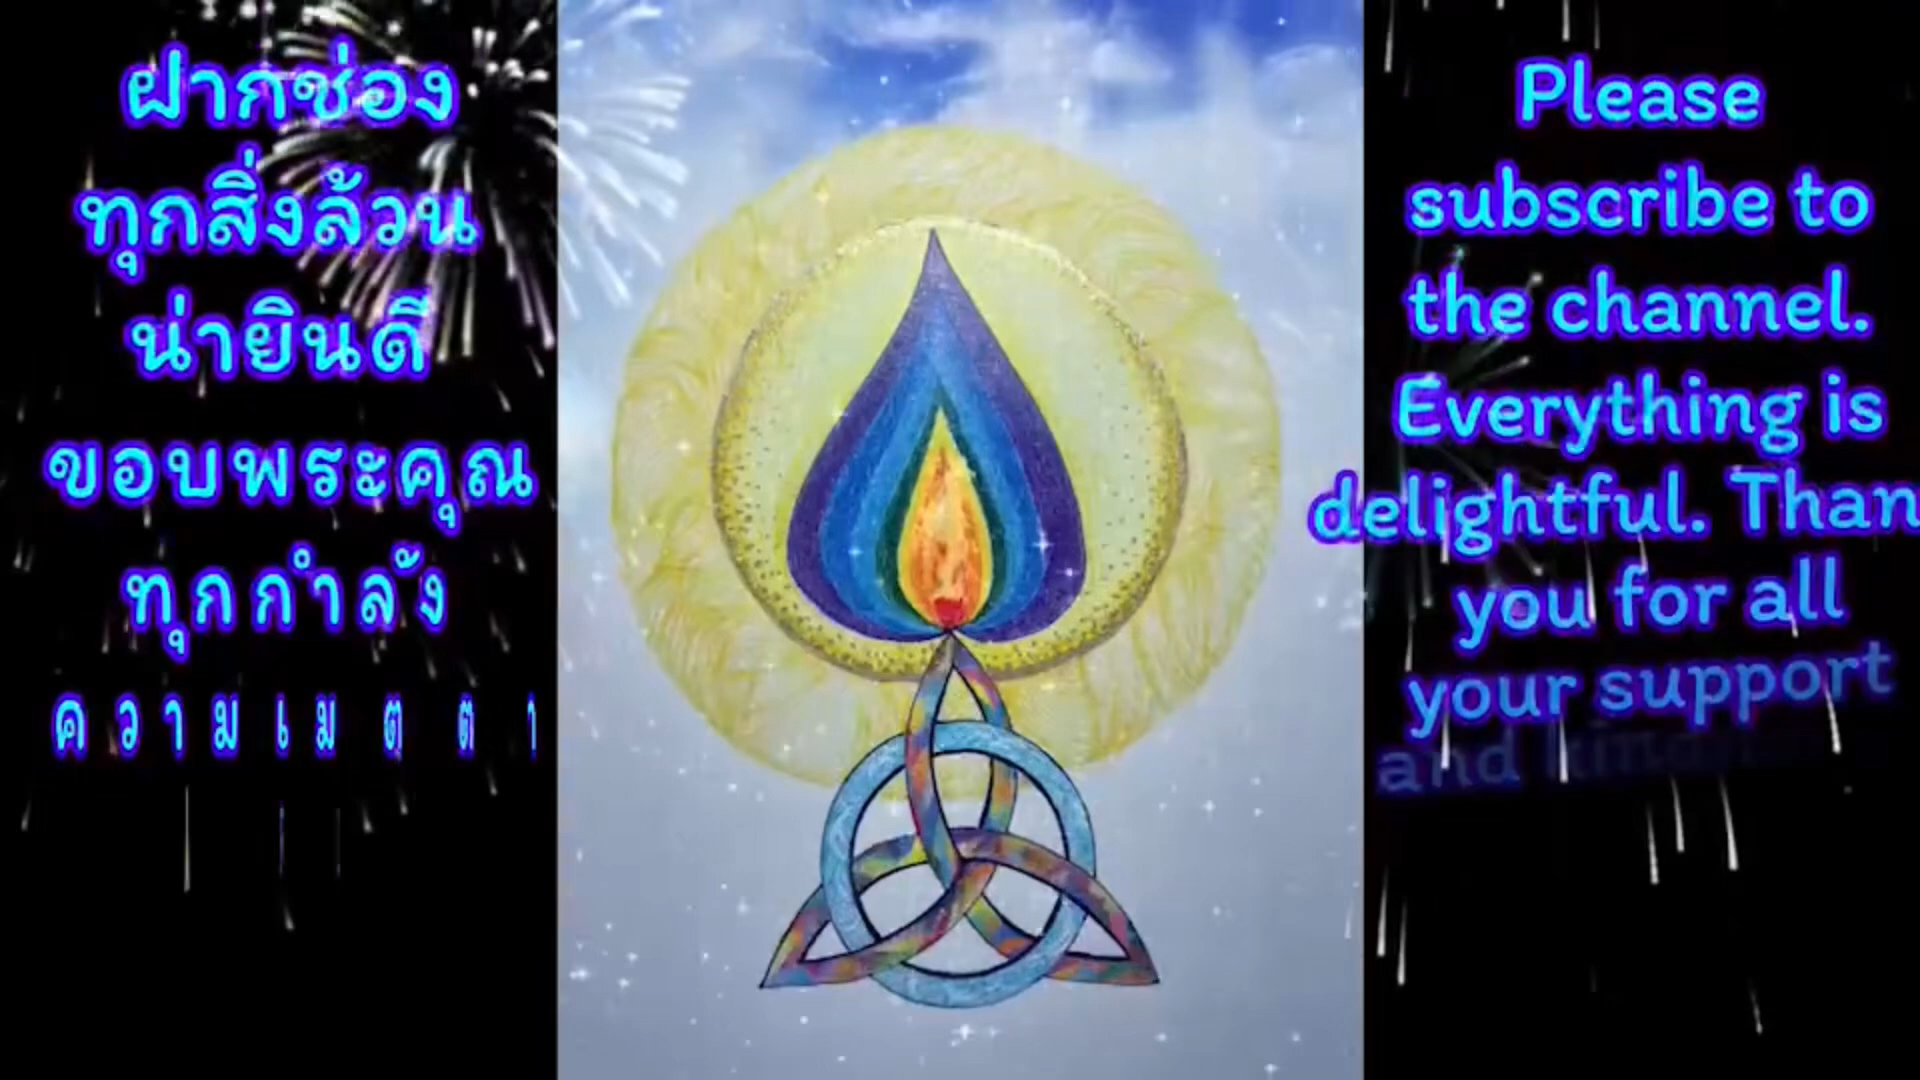 ฝากช่อง
ทุกสิ่งล้วน
น่ายินดี
ขอบพระคุณ
ทุกกำลัง
ความเมตตา
Please
subscribe to
the channel.
Everything is
delightful. Than
you for all
your support
and